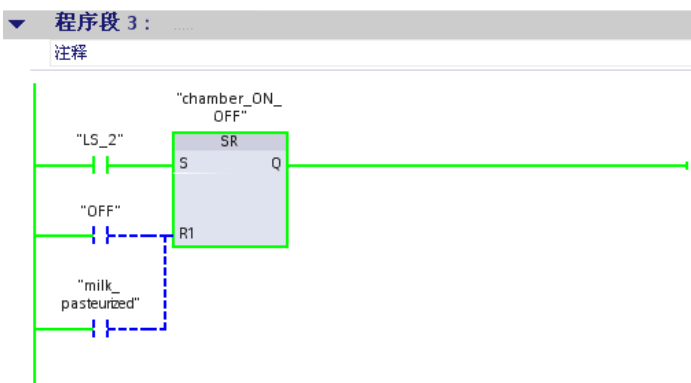 程序段 3：  .....
注释
"chamber_ON_
OFF"
"LS_2"
SR
S Q
"OFF"
R1
"milk_
pasteurized"